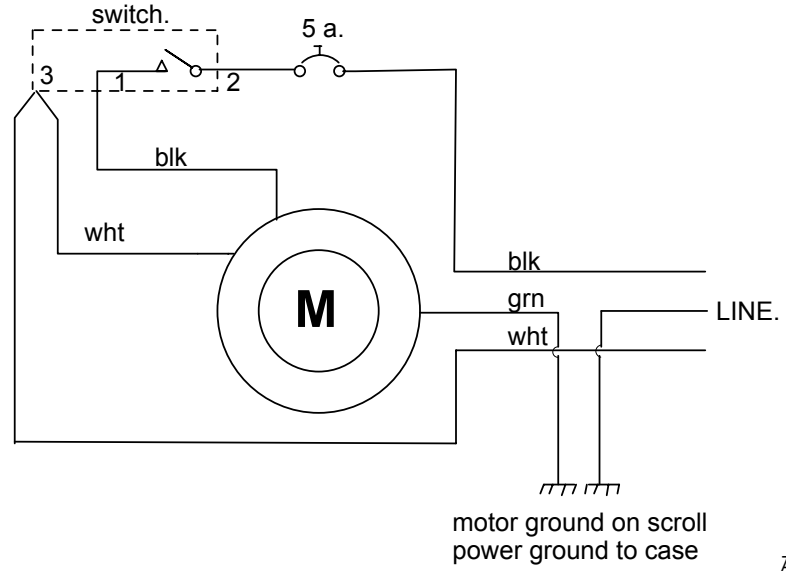 switch.
5 a.
3
1
2
blk
wht
M
blk
grn
LINE.
wht
motor ground on scroll
power ground to case